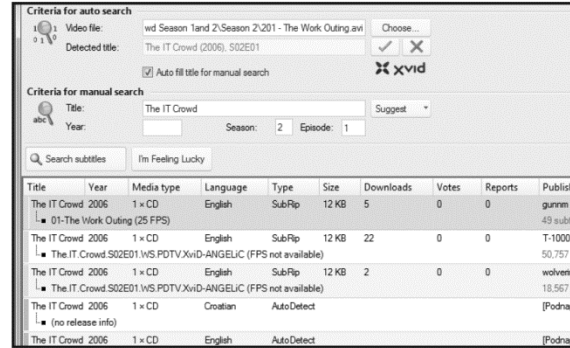 Criteria for auto search
Video file: wd Season 1and 2\Season 2\201 - The Work Outing.avi Choose...
Detected title: The IT Crowd (2006), S02E01
Auto fill title for manual search xvid
Criteria for manual search
Title: The IT Crowd Suggest
abc
Year: Season: 2 Episode: 1
Search subtitles I'm Feeling Lucky
Title Year Media type Language Type Size Downloads Votes Reports Publis
The IT Crowd 2006 1 × CD English SubRip 12 KB 5 0 0 gunnm
01-The Work Outing (25 FPS) 49 subt
The IT Crowd 2006 1 × CD English SubRip 12 KB 22 0 0 T-1000
The.IT.Crowd.S02E01.WS.PDTV.XviD-ANGELiC (FPS not available) 50,757
The IT Crowd 2006 1 × CD English SubRip 12 KB 2 0 0 wolveri
The.IT.Crowd.S02E01.WS.PDTV.XviD-ANGELiC (FPS not available) 18,567
The IT Crowd 2006 1 × CD Croatian AutoDetect [Podna
(no release info)
The IT Crowd 2006 1 × CD English AutoDetect [Podna